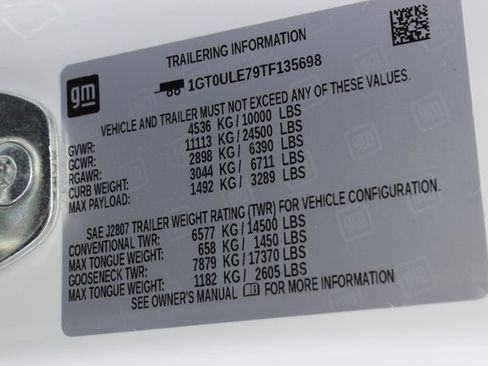 gm
TRAILERING INFORMATION
1GT0ULE79TF135698
VEHICLE AND TRAILER MUST NOT EXCEED ANY OF THESE VALUES.
GVWR: 4536 KG/10000 LBS
GCWR: 11113 KG/ 24500 LBS
RGAWR: 2898 KG/ 6390 LBS
CURB WEIGHT: 3044 KG/ 6711 LBS
MAX PAYLOAD: 1492 KG/ 3289 LBS
SAE J2807 TRAILER WEIGHT RATING (TWR) FOR VEHICLE CONFIGURATION.
CONVENTIONAL TWR: 6577 KG/14500 LBS
MAX TONGUE WEIGHT: 658 KG/ 1450 LBS
GOOSENECK TWR: 7879 KG/17370 LBS
MAX TONGUE WEIGHT: 1182 KG/ 2605 LBS
SEE OWNER'S MANUAL FOR MORE INFORMATION